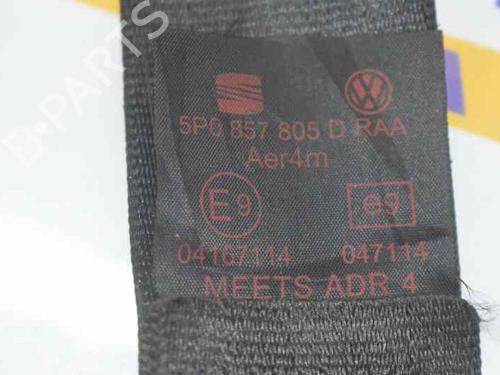 B-PARTS
5P0 857 805 D RAA
Aer4m
E9 e9
04167114 047114
MEETS ADR 4